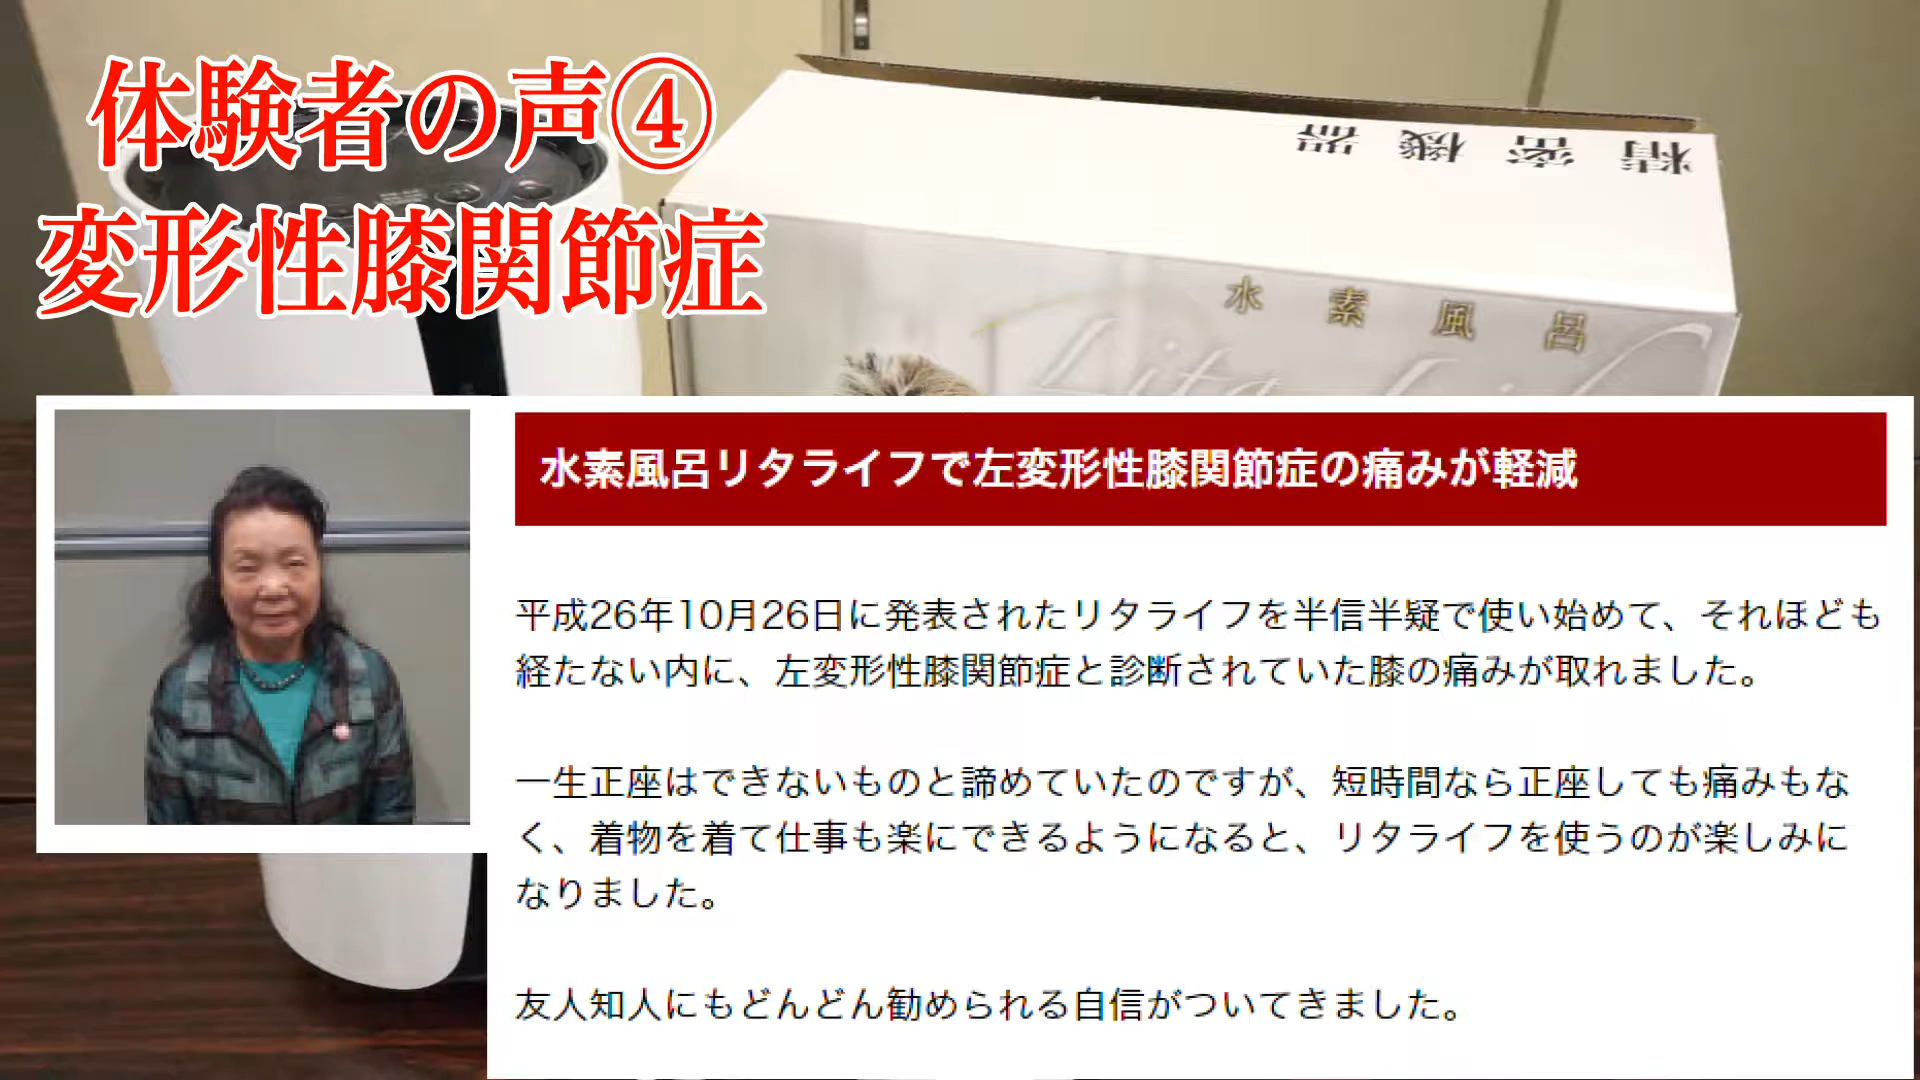 体験者の声④
変形性膝関節症
精密機器
水素風呂
水素風呂リタライフで左変形性膝関節症の痛みが軽減
平成26年10月26日に発表されたリタライフを半信半疑で使い始めて、それほども
経たない内に、左変形性膝関節症と診断されていた膝の痛みが取れました。
一生正座はできないものと諦めていたのですが、短時間なら正座しても痛みもな
く、着物を着て仕事も楽にできるようになると、リタライフを使うのが楽しみに
なりました。
友人知人にもどんどん勧められる自信がついてきました。